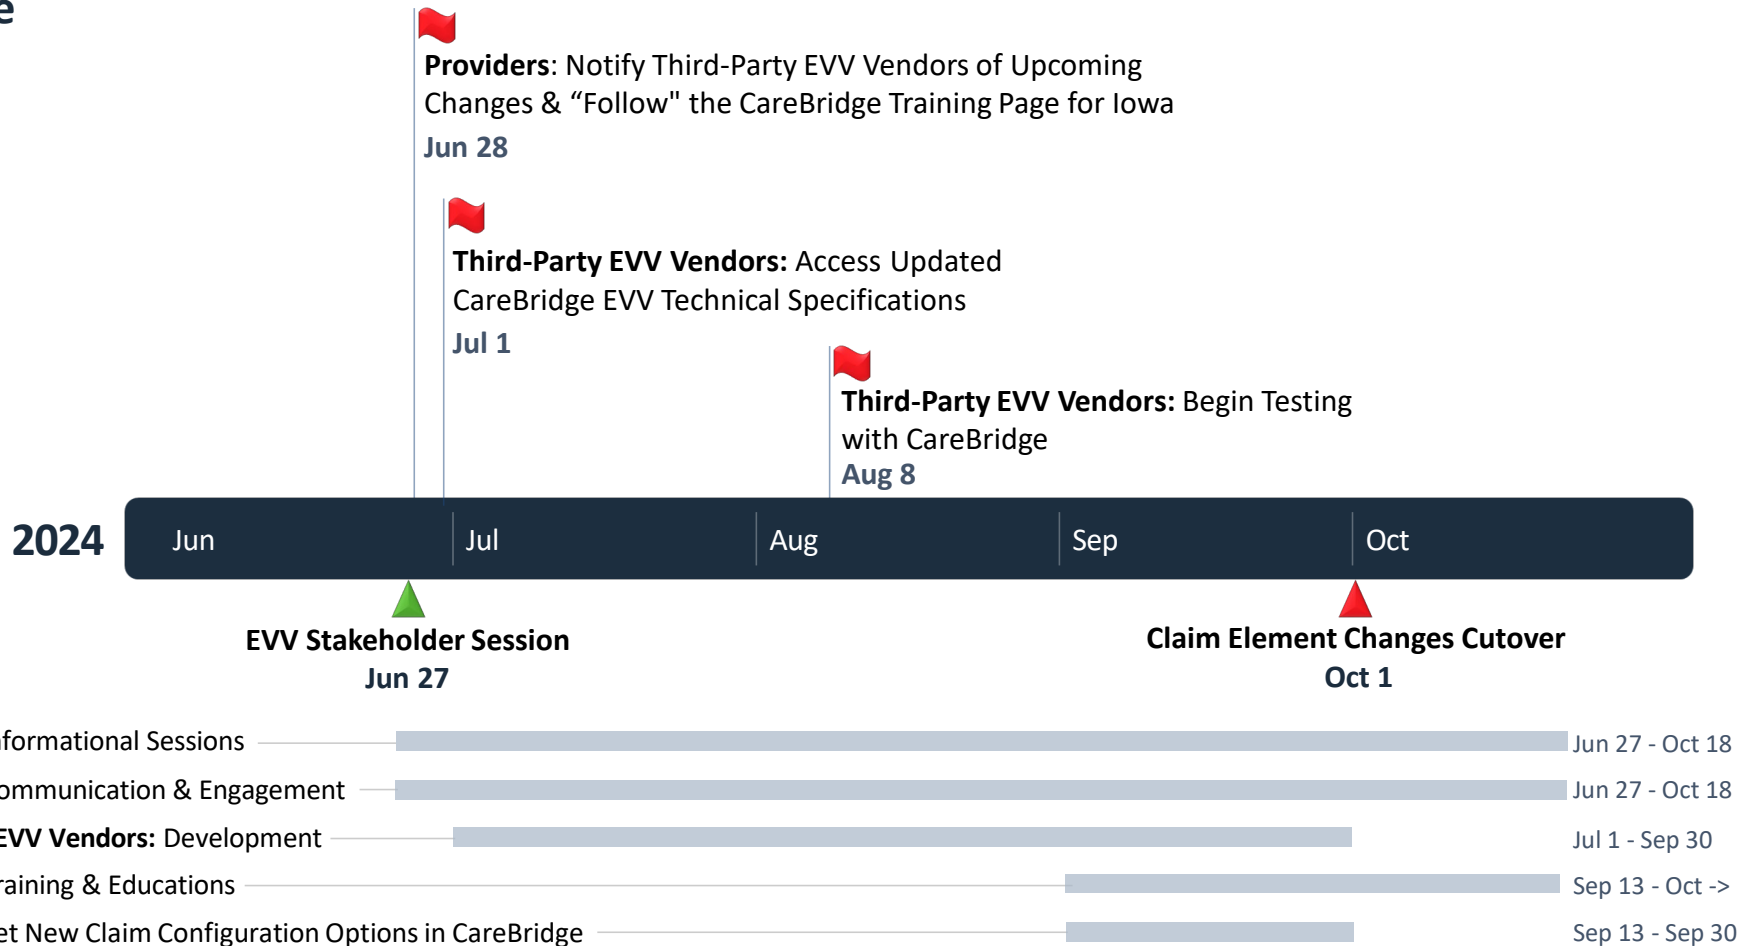 e
Providers: Notify Third-Party EVV Vendors of Upcoming
Changes & “Follow" the CareBridge Training Page for Iowa
Jun 28
Third-Party EVV Vendors: Access Updated
CareBridge EVV Technical Specifications
Jul 1
Third-Party EVV Vendors: Begin Testing
with CareBridge
Aug 8
2024 Jun Jul Aug Sep Oct
EVV Stakeholder Session
Jun 27
Claim Element Changes Cutover
Oct 1
nformational Sessions Jun 27 - Oct 18
ommunication & Engagement Jun 27 - Oct 18
EVV Vendors: Development Jul 1 - Sep 30
raining & Educations Sep 13 - Oct ->
et New Claim Configuration Options in CareBridge Sep 13 - Sep 30